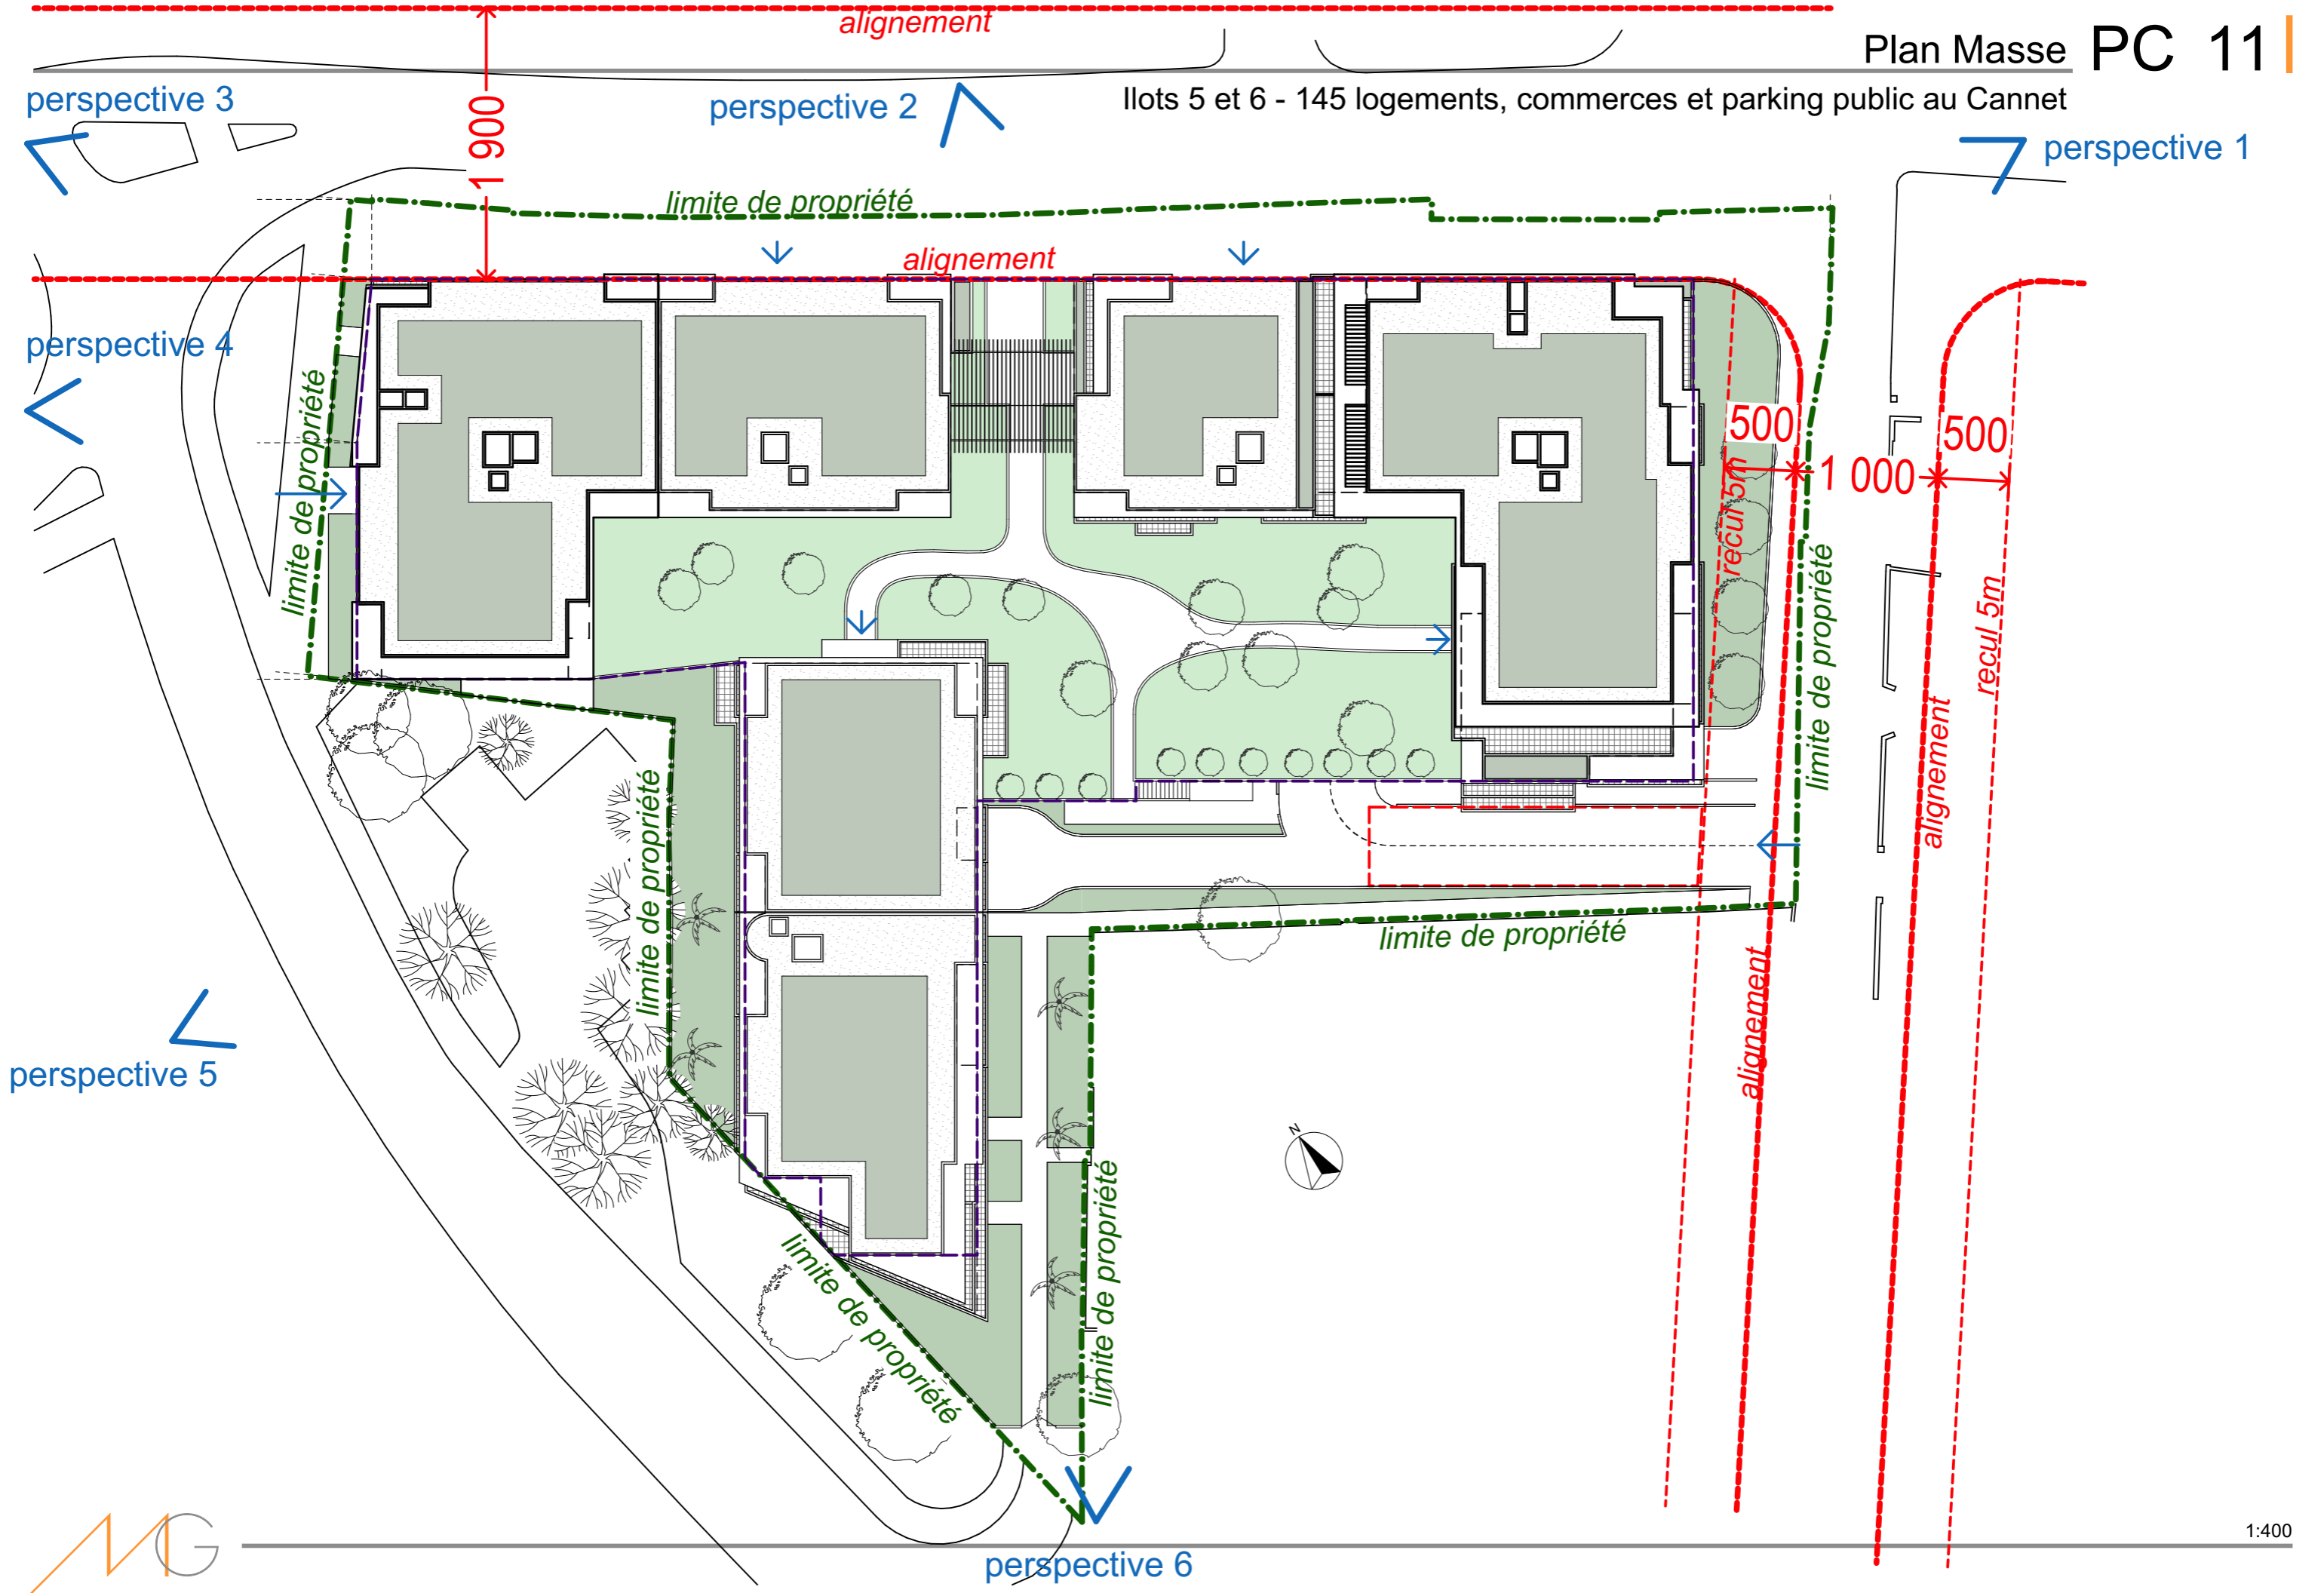 alignement
Plan Masse PC 11
Ilots 5 et 6 - 145 logements, commerces et parking public au Cannet
perspective 3
perspective 2
perspective 1
1 900
limite de propriété
alignement
perspective 4
limite de propriété
500
500
1 000
recul 5m
limite de propriété
recul 5m
alignement
limite de propriété
limite de propriété
alignement
perspective 5
N
limite de propriété
limite de propriété
MG
1:400
perspective 6